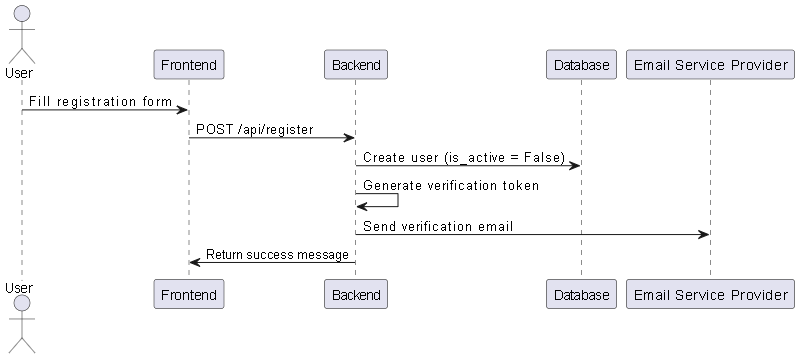 User
Frontend
Backend
Database
Email Service Provider
Fill registration form
POST /api/register
Create user (is_active = False)
Generate verification token
Send verification email
Return success message
User
Frontend
Backend
Database
Email Service Provider